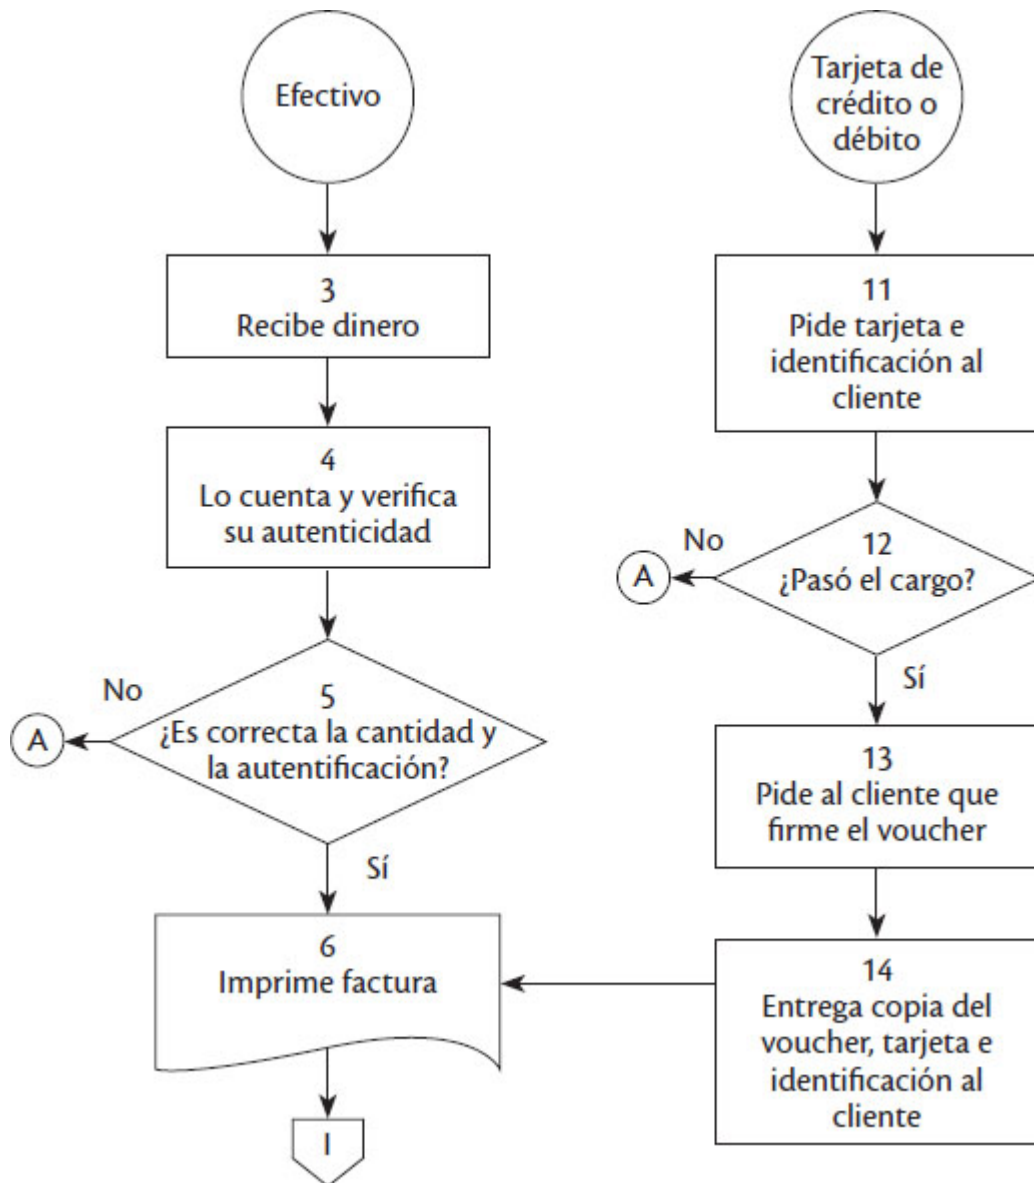 Efectivo
3
Recibe dinero
4
Lo cuenta y verifica
su autenticidad
No
A
5
¿Es correcta la cantidad y
la autentificación?
Sí
6
Imprime factura
I
Tarjeta de
crédito o
débito
11
Pide tarjeta e
identificación al
cliente
No
A
12
¿Pasó el cargo?
Sí
13
Pide al cliente que
firme el voucher
14
Entrega copia del
voucher, tarjeta e
identificación al
cliente